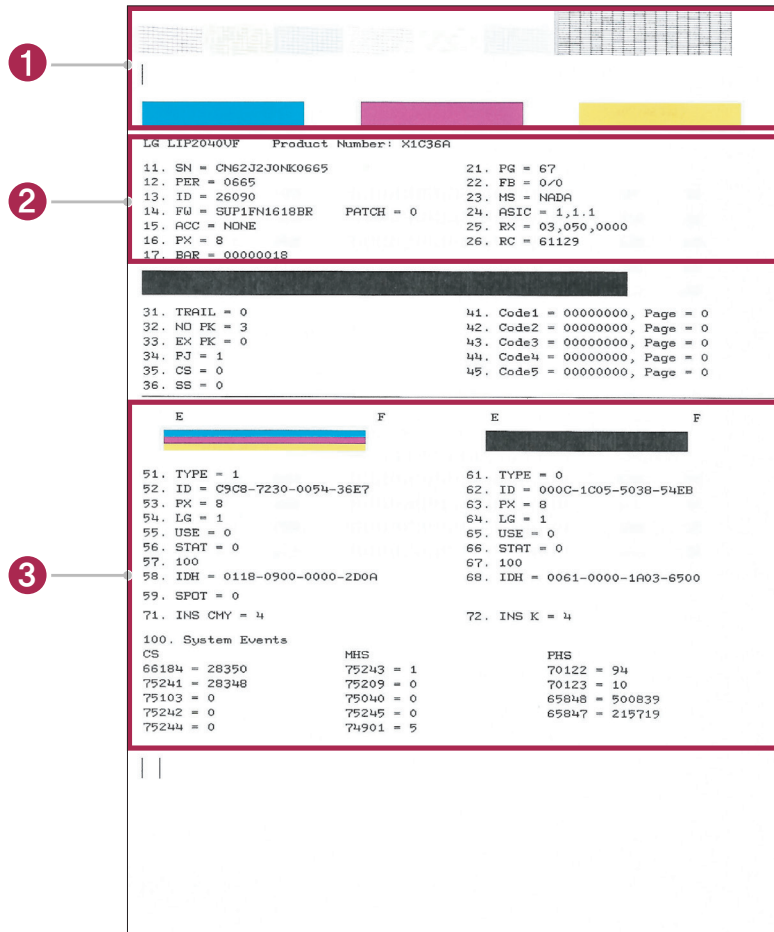 1
LG LIP2040VF Product Number: X1C36A
2
11. SN = CN62J2J0NK0665
12. PER = 0665
13. ID = 26090
14. FW = SUP1FN1618BR PATCH = 0
15. ACC = NONE
16. PX = 8
17. BAR = 00000018
21. PG = 67
22. FB = 0/0
23. MS = NADA
24. ASIC = 1,1.1
25. RX = 03,050,0000
26. RC = 61129
31. TRAIL = 0
32. NO PK = 3
33. EX PK = 0
34. PJ = 1
35. CS = 0
36. SS = 0
41. Code1 = 00000000, Page = 0
42. Code2 = 00000000, Page = 0
43. Code3 = 00000000, Page = 0
44. Code4 = 00000000, Page = 0
45. Code5 = 00000000, Page = 0
3
E F
51. TYPE = 1
52. ID = C9C8-7230-0054-36E7
53. PX = 8
54. LG = 1
55. USE = 0
56. STAT = 0
57. 100
58. IDH = 0118-0900-0000-2D0A
59. SPOT = 0
71. INS CMY = 4
E F
61. TYPE = 0
62. ID = 000C-1C05-5038-54EB
63. PX = 8
64. LG = 1
65. USE = 0
66. STAT = 0
67. 100
68. IDH = 0061-0000-1A03-6500
72. INS K = 4
100. System Events
CS MHS PHS
66184 = 28350 75243 = 1 70122 = 94
75241 = 28348 75209 = 0 70123 = 10
75103 = 0 75040 = 0 65848 = 500839
75242 = 0 75245 = 0 65847 = 215719
75244 = 0 74901 = 5